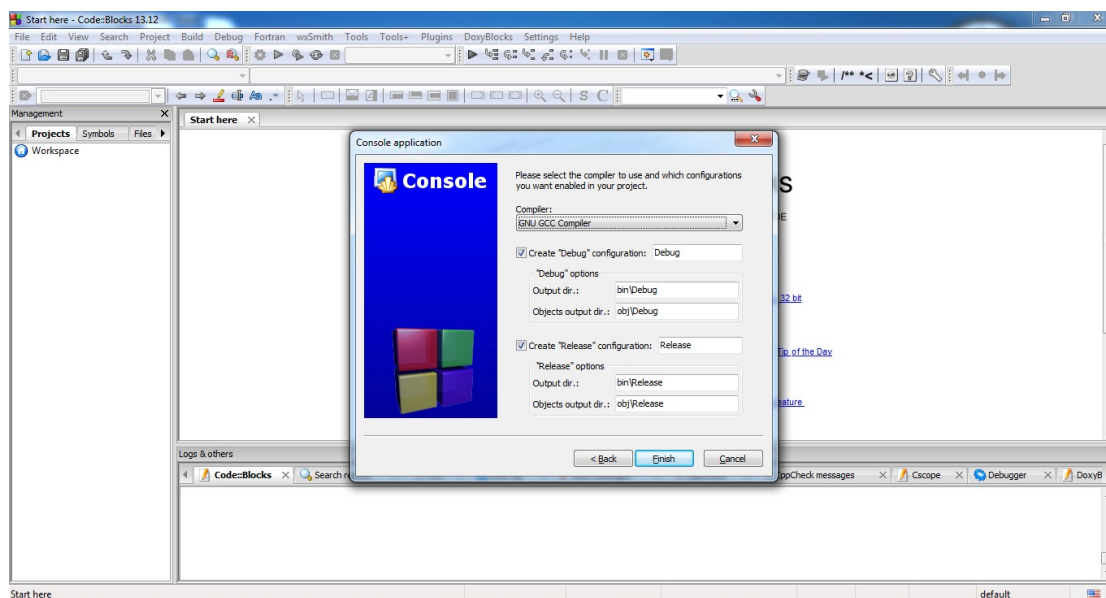 Start here - Code::Blocks 13.12
File Edit View Search Project Build Debug Fortran wxSmith Tools Tools+ Plugins DoxyBlocks Settings Help
/** *<
S C
Management
Start here
Projects Symbols Files
Workspace
Console application
Console
Please select the compiler to use and which configurations
you want enabled in your project.
Compiler:
GNU GCC Compiler
Create "Debug" configuration: Debug
"Debug" options
Output dir.: bin\Debug
Objects output dir.: obj\Debug
Create "Release" configuration: Release
"Release" options
Output dir.: bin\Release
Objects output dir.: obj\Release
< Back Finish Cancel
S
E
32 bit
Tip of the Day
eature
Logs & others
Code::Blocks Search r
CppCheck messages Cscope Debugger DoxyB
Start here default